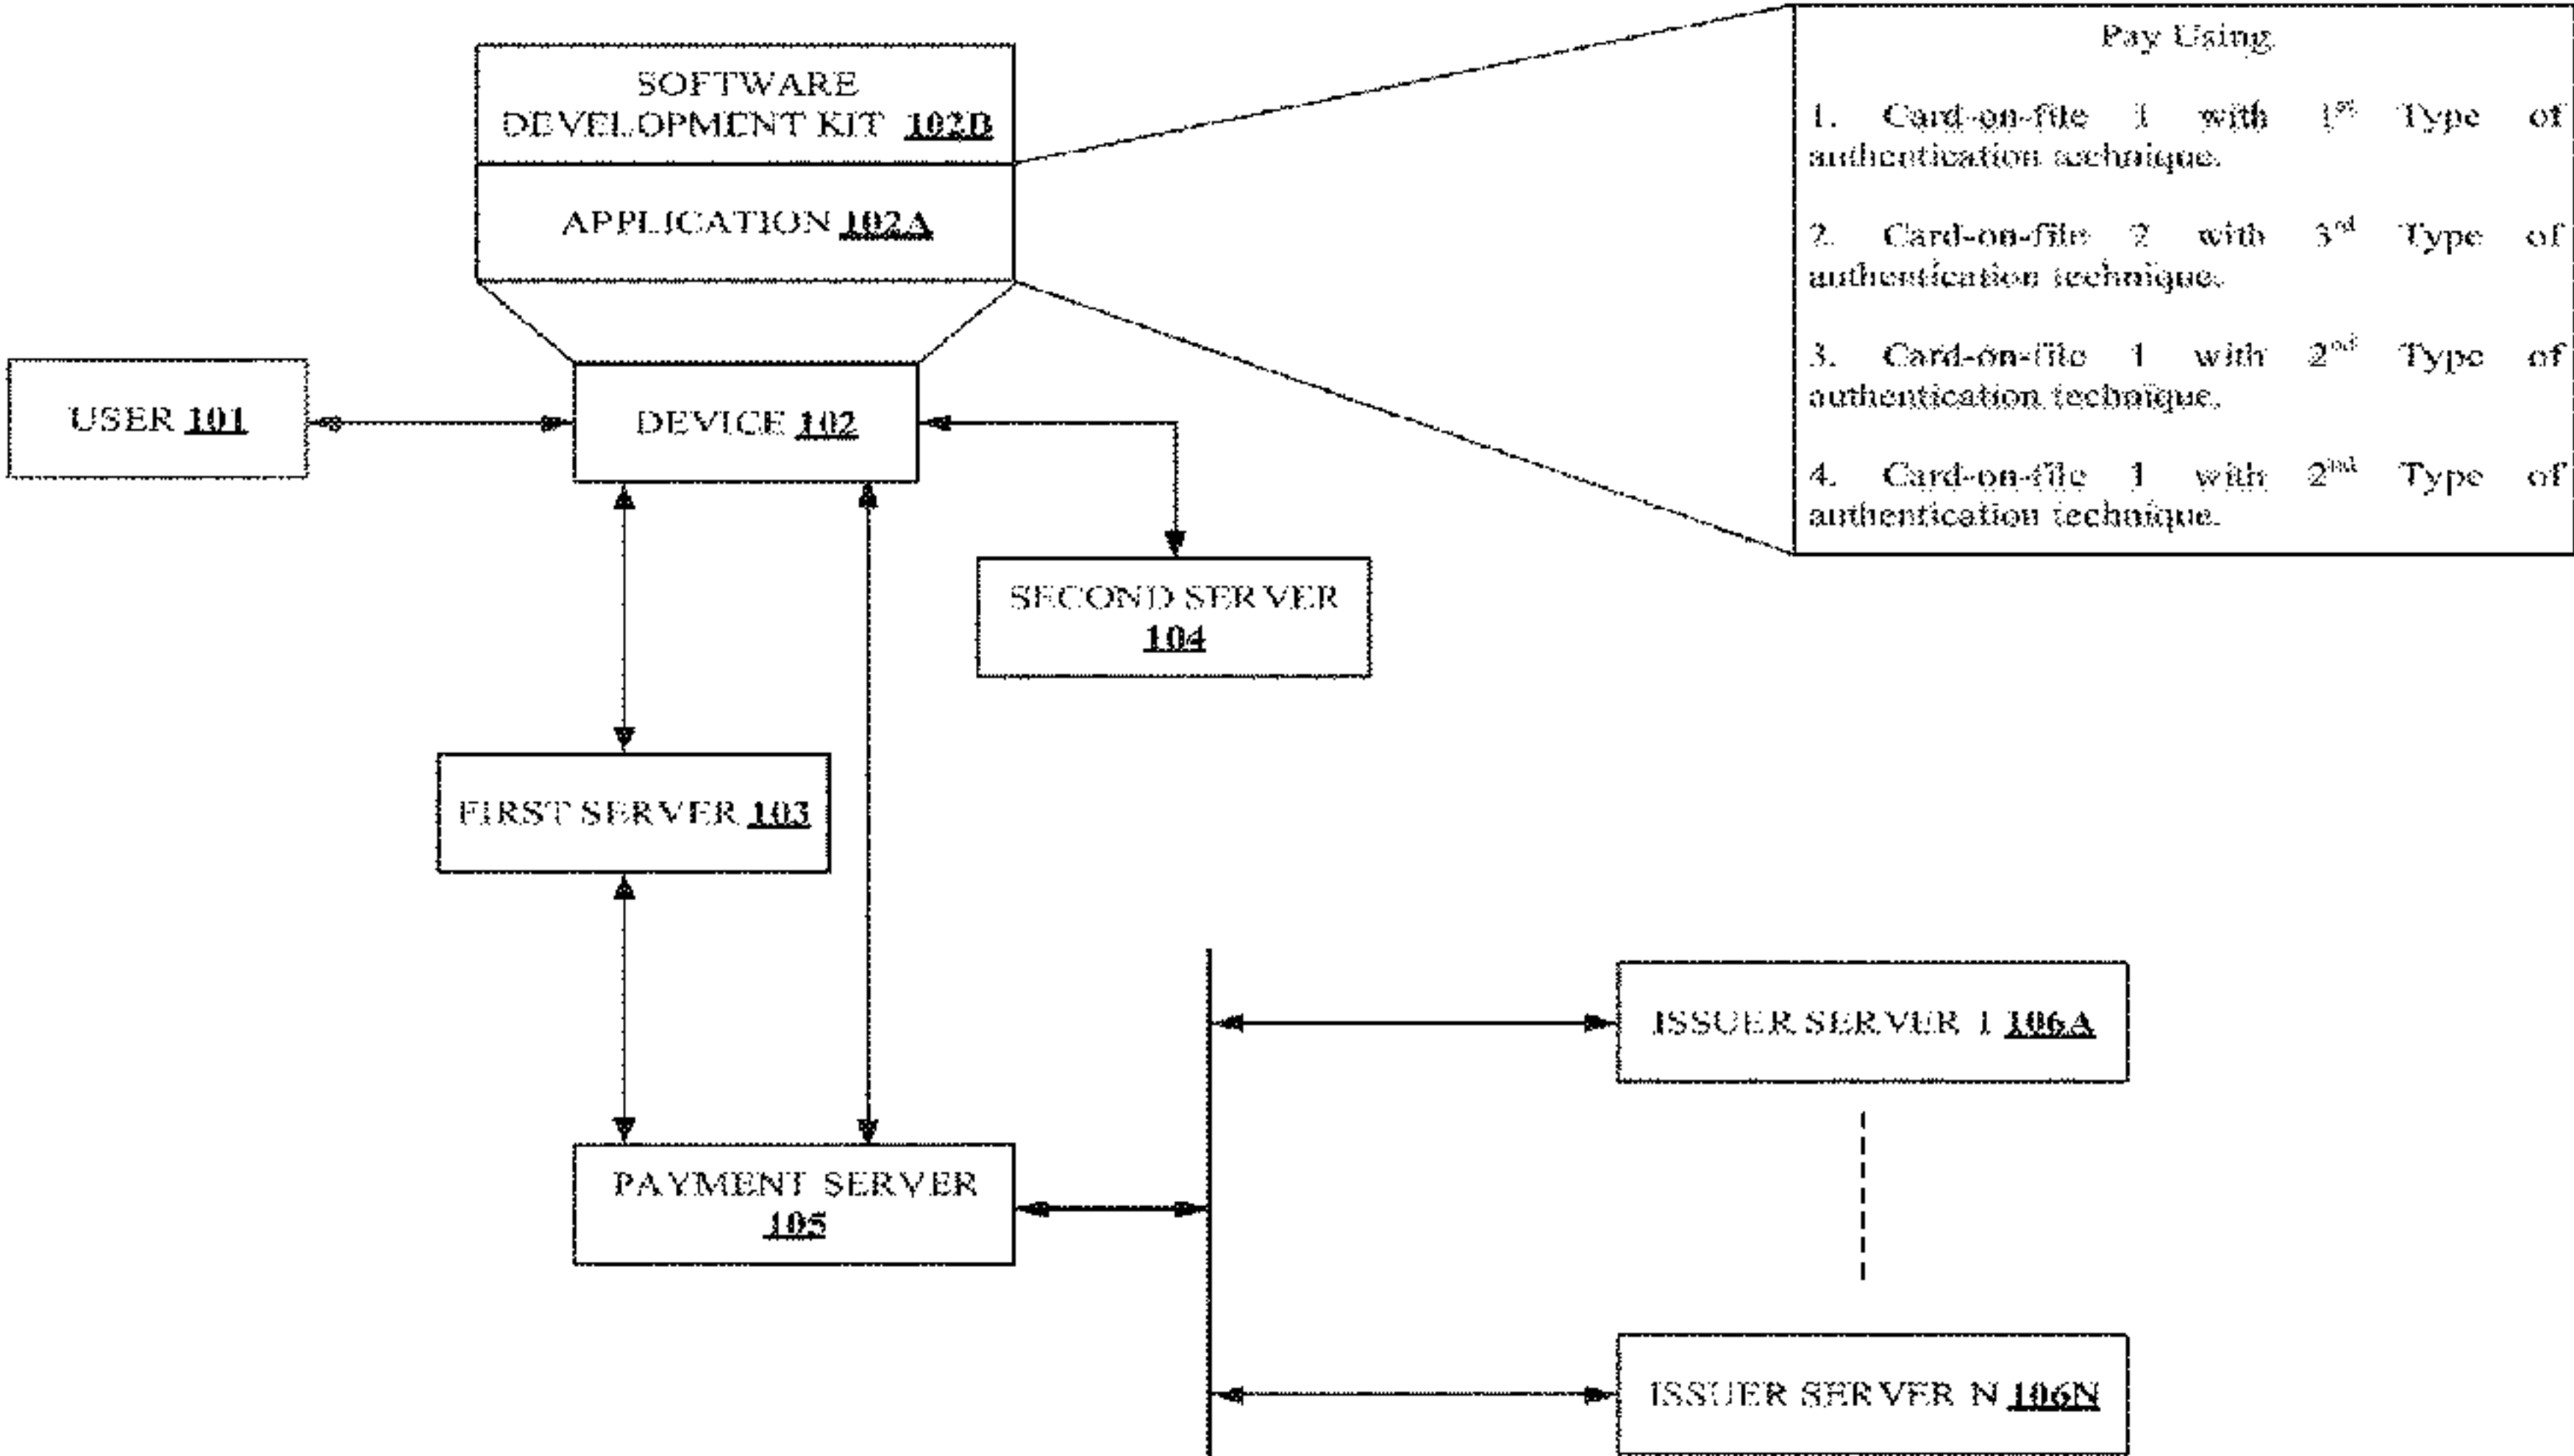 Pay Using
SOFTWARE
DEVELOPMENT KIT 102B
APPLICATION 102A
1. Card-on-file 1 with 1st Type of
authentication technique.
2. Card-on-file 2 with 3rd Type of
authentication technique.
3. Card-on-file 1 with 2nd Type of
authentication technique.
4. Card-on-file 1 with 2nd Type of
authentication technique.
USER 101
DEVICE 102
SECOND SERVER
104
FIRST SERVER 103
PAYMENT SERVER
105
ISSUER SERVER 1 106A
ISSUER SERVER N 106N